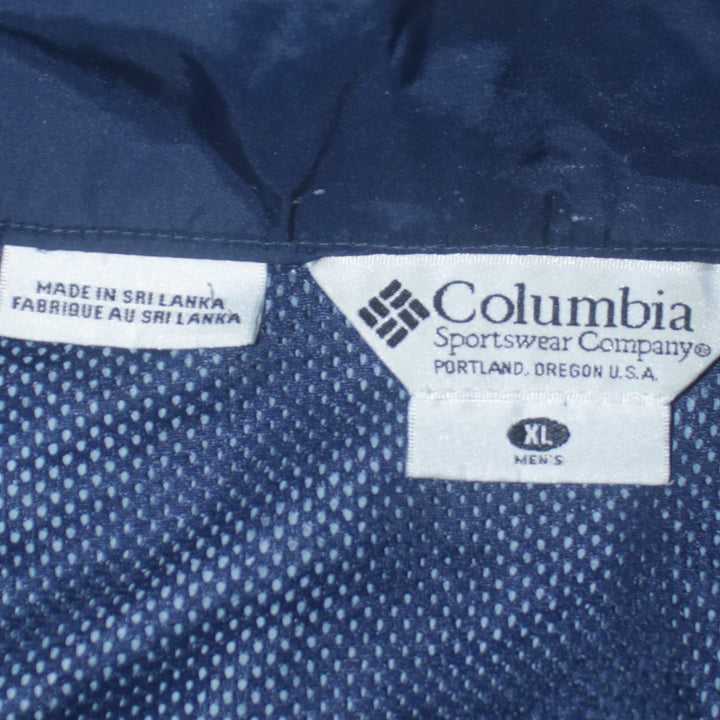 MADE IN SRI LANKA
FABRIQUE AU SRI LANKA
Columbia
Sportswear Company®
PORTLAND, OREGON U.S.A.
XL
MEN'S